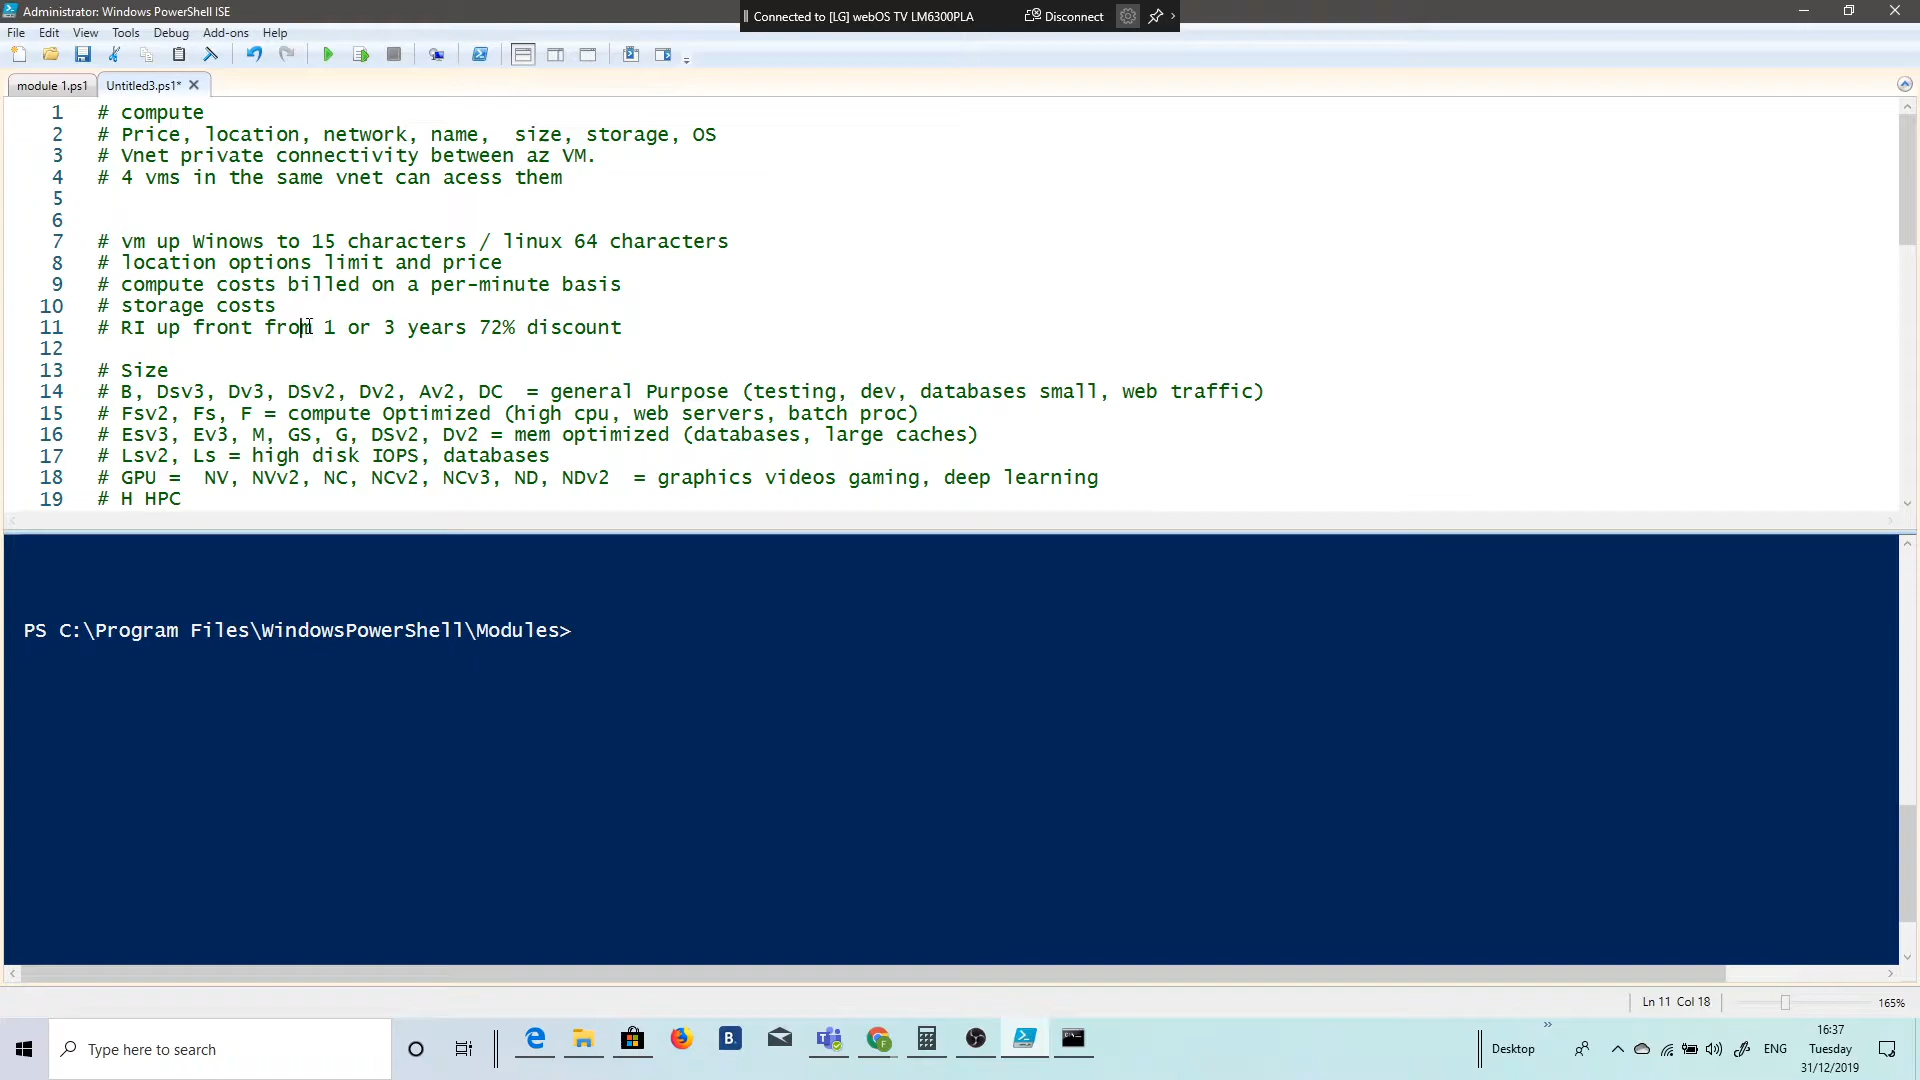 Administrator: Windows PowerShell ISE
Connected to [LG] webOS TV LM6300PLA Disconnect
File Edit View Tools Debug Add-ons Help
module 1.ps1 Untitled3.ps1*
1 # compute
2 # Price, location, network, name,  size, storage, OS
3 # Vnet private connectivity between az VM.
4 # 4 vms in the same vnet can acess them
5
6
7 # vm up Winows to 15 characters / linux 64 characters
8 # location options limit and price
9 # compute costs billed on a per-minute basis
10 # storage costs
11 # RI up front from 1 or 3 years 72% discount
12
13 # Size
14 # B, Dsv3, Dv3, DSv2, Dv2, Av2, DC  = general Purpose (testing, dev, databases small, web traffic)
15 # Fsv2, Fs, F = compute Optimized (high cpu, web servers, batch proc)
16 # Esv3, Ev3, M, GS, G, DSv2, Dv2 = mem optimized (databases, large caches)
17 # Lsv2, Ls = high disk IOPS, databases
18 # GPU =  NV, NVv2, NC, NCv2, NCv3, ND, NDv2  = graphics videos gaming, deep learning
19 # H HPC
PS C:\Program Files\WindowsPowerShell\Modules>
Ln 11 Col 18 165%
Type here to search
B.
Desktop
ENG
16:37
Tuesday
31/12/2019